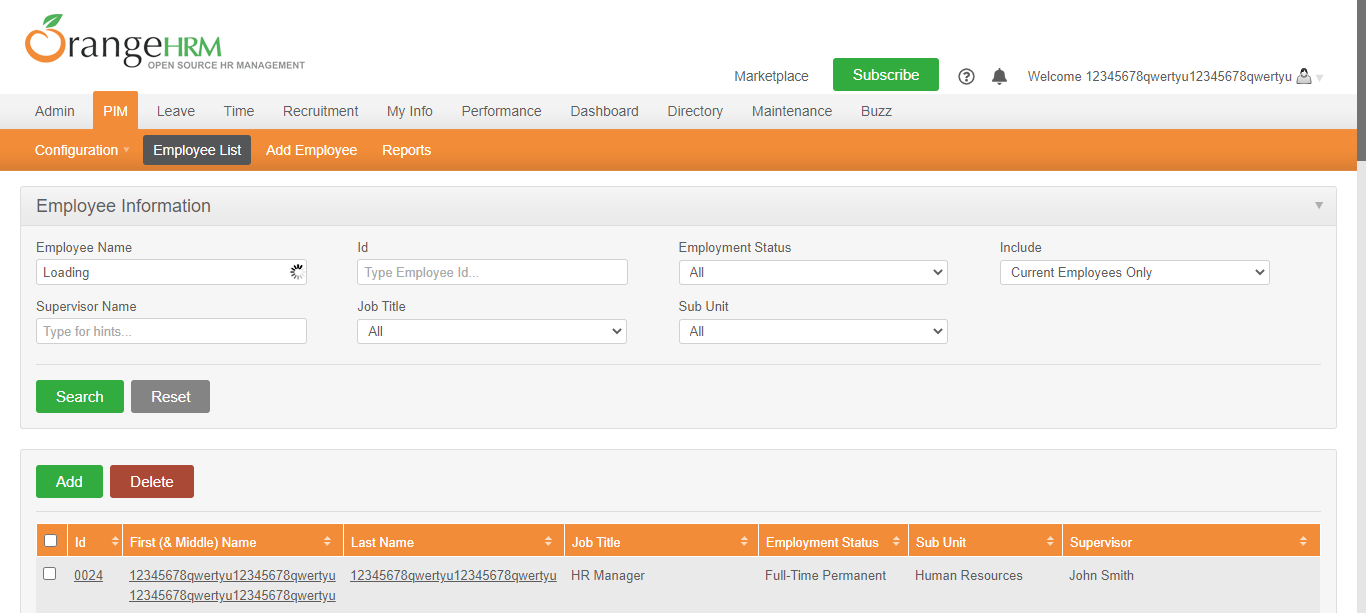 OrangeHRM
OPEN SOURCE HR MANAGEMENT
Marketplace Subscribe ? Welcome 12345678qwertyu12345678qwertyu
Admin PIM Leave Time Recruitment My Info Performance Dashboard Directory Maintenance Buzz
Configuration Employee List Add Employee Reports
Employee Information
Employee Name Id Employment Status Include
Loading Type Employee Id... All Current Employees Only
Supervisor Name Job Title Sub Unit
Type for hints... All All
Search Reset
Add Delete
Id First (& Middle) Name Last Name Job Title Employment Status Sub Unit Supervisor
0024 12345678qwertyu12345678qwertyu 12345678qwertyu12345678qwertyu HR Manager Full-Time Permanent Human Resources John Smith
12345678qwertyu12345678qwertyu